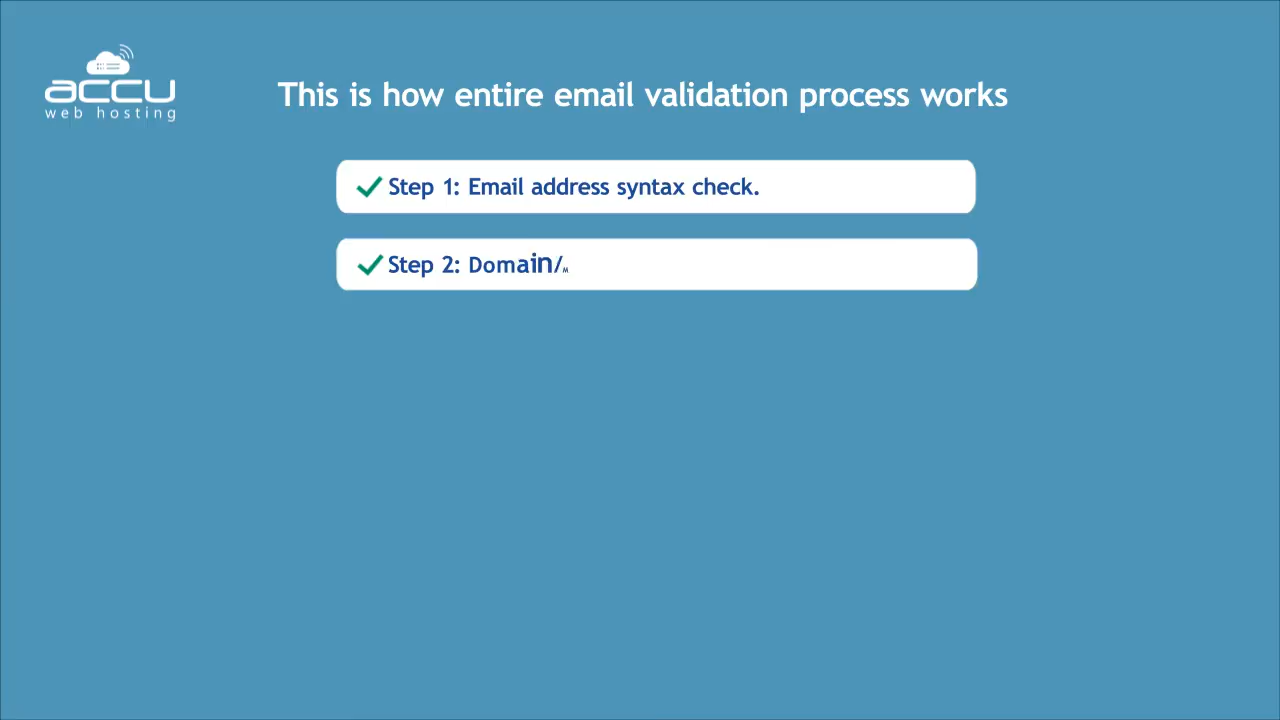 accu
web hosting
This is how entire email validation process works
Step 1: Email address syntax check.
Step 2: Domain/M